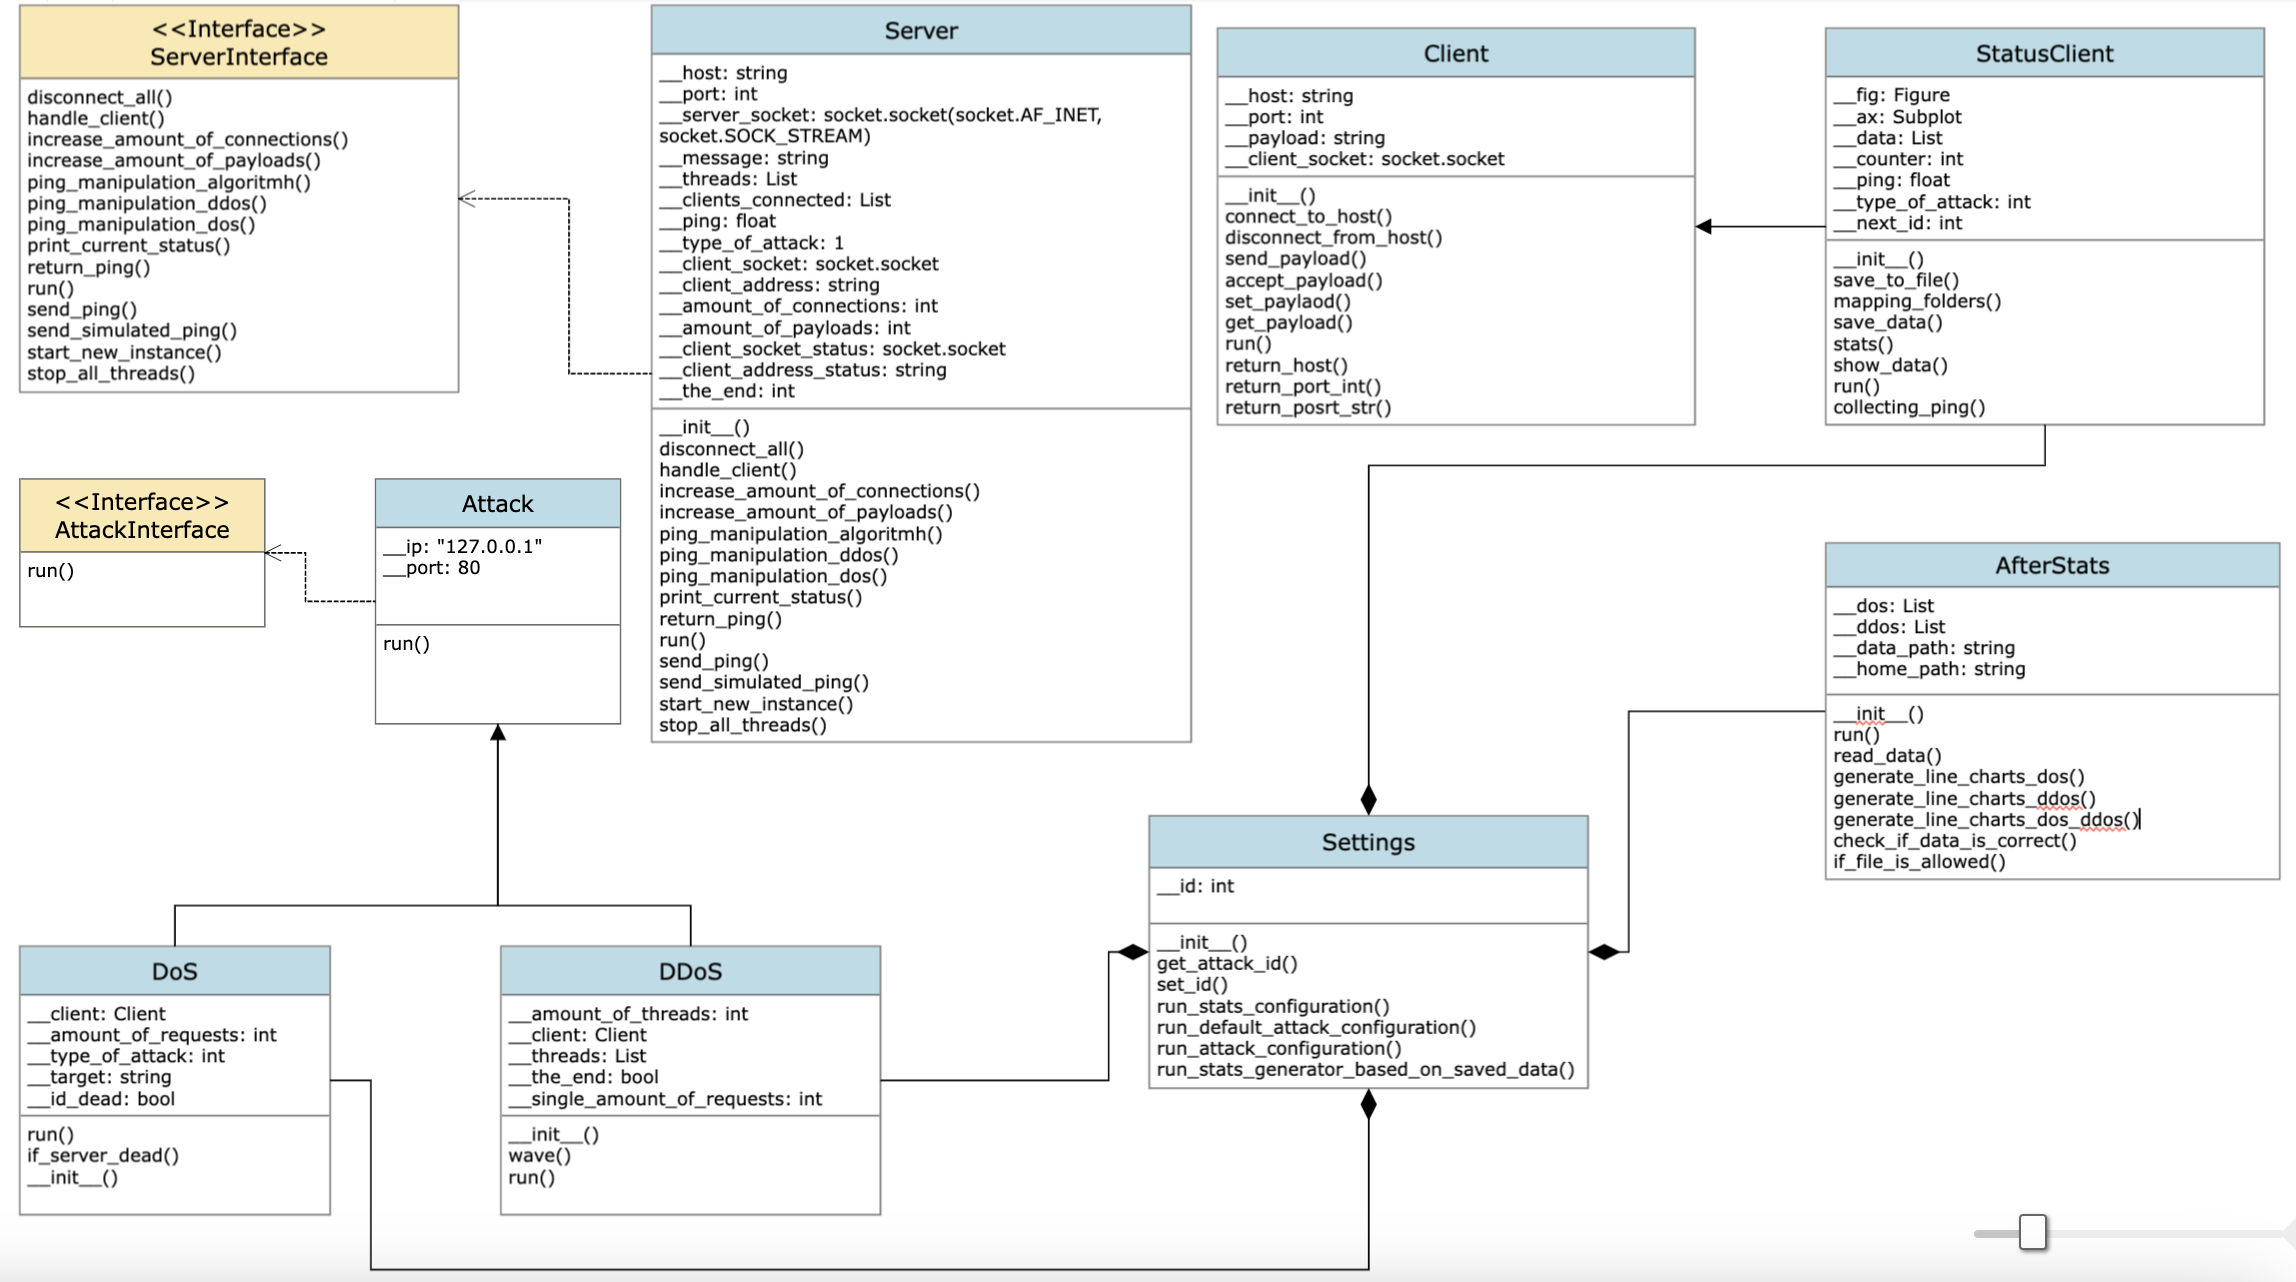 <<Interface>>
ServerInterface
disconnect_all()
handle_client()
increase_amount_of_connections()
increase_amount_of_payloads()
ping_manipulation_algoritmh()
ping_manipulation_ddos()
ping_manipulation_dos()
print_current_status()
return_ping()
run()
send_ping()
send_simulated_ping()
start_new_instance()
stop_all_threads()
Server
__host: string
__port: int
__server_socket: socket.socket(socket.AF_INET,
socket.SOCK_STREAM)
__message: string
__threads: List
__clients_connected: List
__ping: float
__type_of_attack: 1
__client_socket: socket.socket
__client_address: string
__amount_of_connections: int
__amount_of_payloads: int
__client_socket_status: socket.socket
__client_address_status: string
__the_end: int
__init__()
disconnect_all()
handle_client()
increase_amount_of_connections()
increase_amount_of_payloads()
ping_manipulation_algoritmh()
ping_manipulation_ddos()
ping_manipulation_dos()
print_current_status()
return_ping()
run()
send_ping()
send_simulated_ping()
start_new_instance()
stop_all_threads()
Client
__host: string
__port: int
__payload: string
__client_socket: socket.socket
__init__()
connect_to_host()
disconnect_from_host()
send_payload()
accept_payload()
set_paylaod()
get_payload()
run()
return_host()
return_port_int()
return_posrt_str()
StatusClient
__fig: Figure
__ax: Subplot
__data: List
__counter: int
__ping: float
__type_of_attack: int
__next_id: int
__init__()
save_to_file()
mapping_folders()
save_data()
stats()
show_data()
run()
collecting_ping()
<<Interface>>
AttackInterface
run()
Attack
__ip: "127.0.0.1"
__port: 80
run()
AfterStats
__dos: List
__ddos: List
__data_path: string
__home_path: string
__init__()
run()
read_data()
generate_line_charts_dos()
generate_line_charts_ddos()
generate_line_charts_dos_ddos()
check_if_data_is_correct()
if_file_is_allowed()
Settings
__id: int
__init__()
get_attack_id()
set_id()
run_stats_configuration()
run_default_attack_configuration()
run_attack_configuration()
run_stats_generator_based_on_saved_data()
DoS
__client: Client
__amount_of_requests: int
__type_of_attack: int
__target: string
__id_dead: bool
run()
if_server_dead()
__init__()
DDoS
__amount_of_threads: int
__client: Client
__threads: List
__the_end: bool
__single_amount_of_requests: int
__init__()
wave()
run()